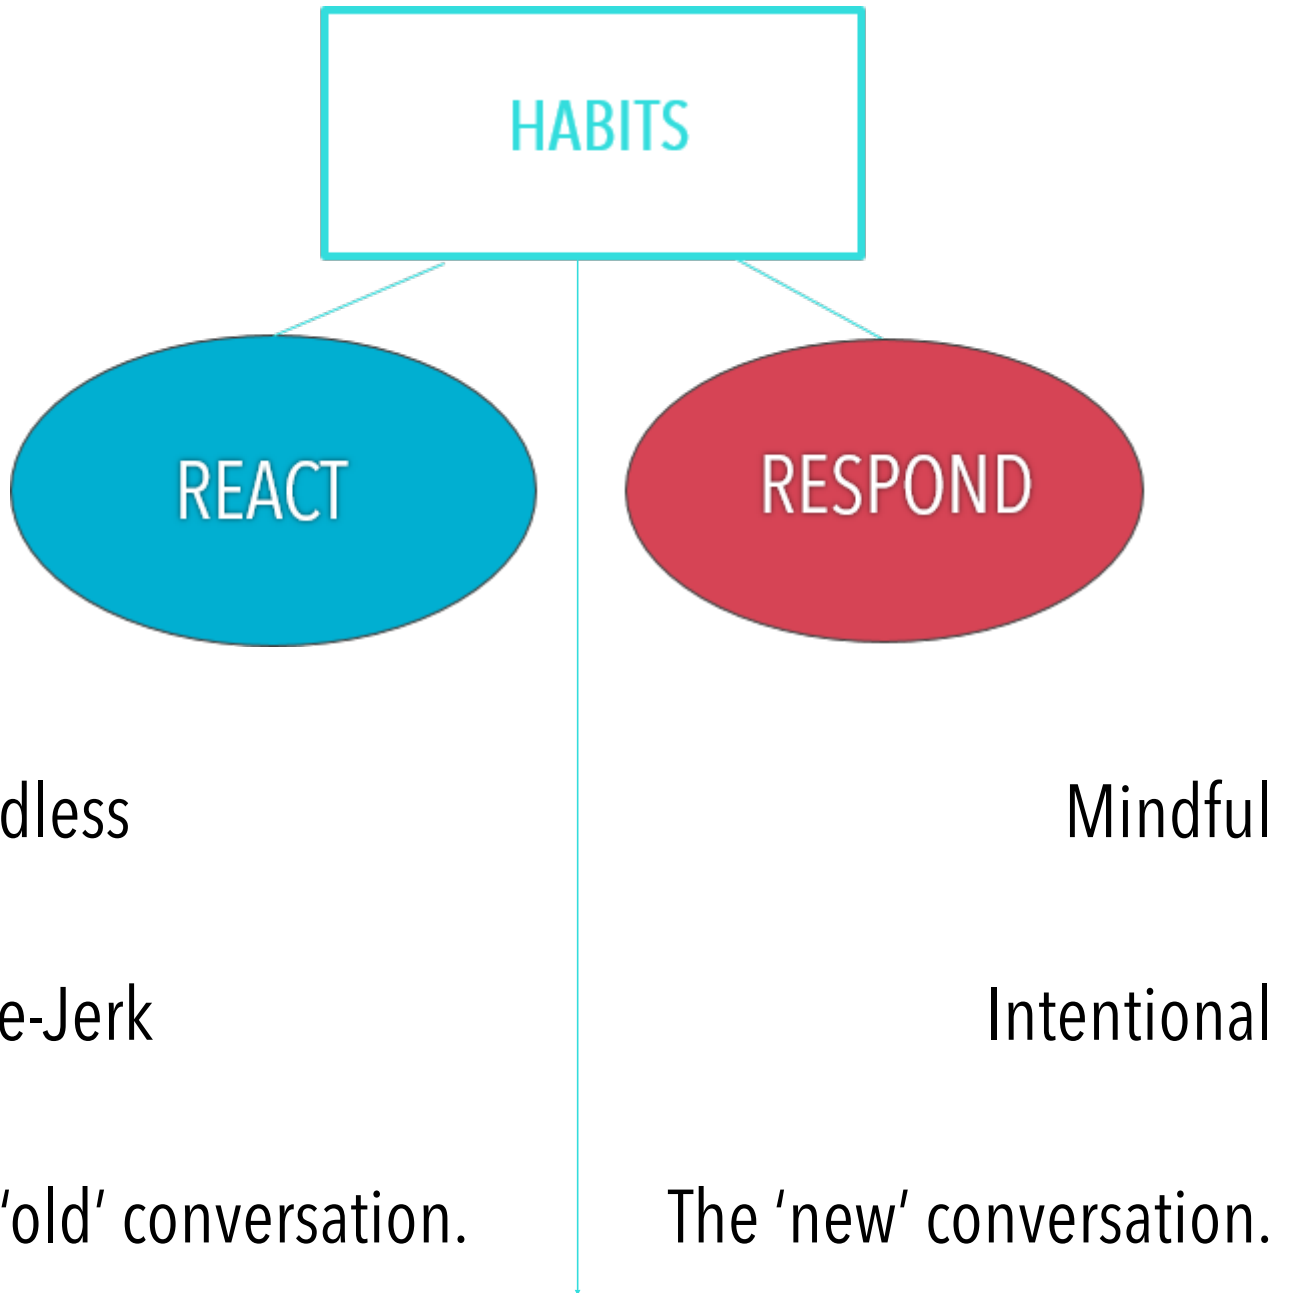 HABITS
REACT
RESPOND
dless
Mindful
e-Jerk
Intentional
‘old’ conversation.
The ‘new’ conversation.